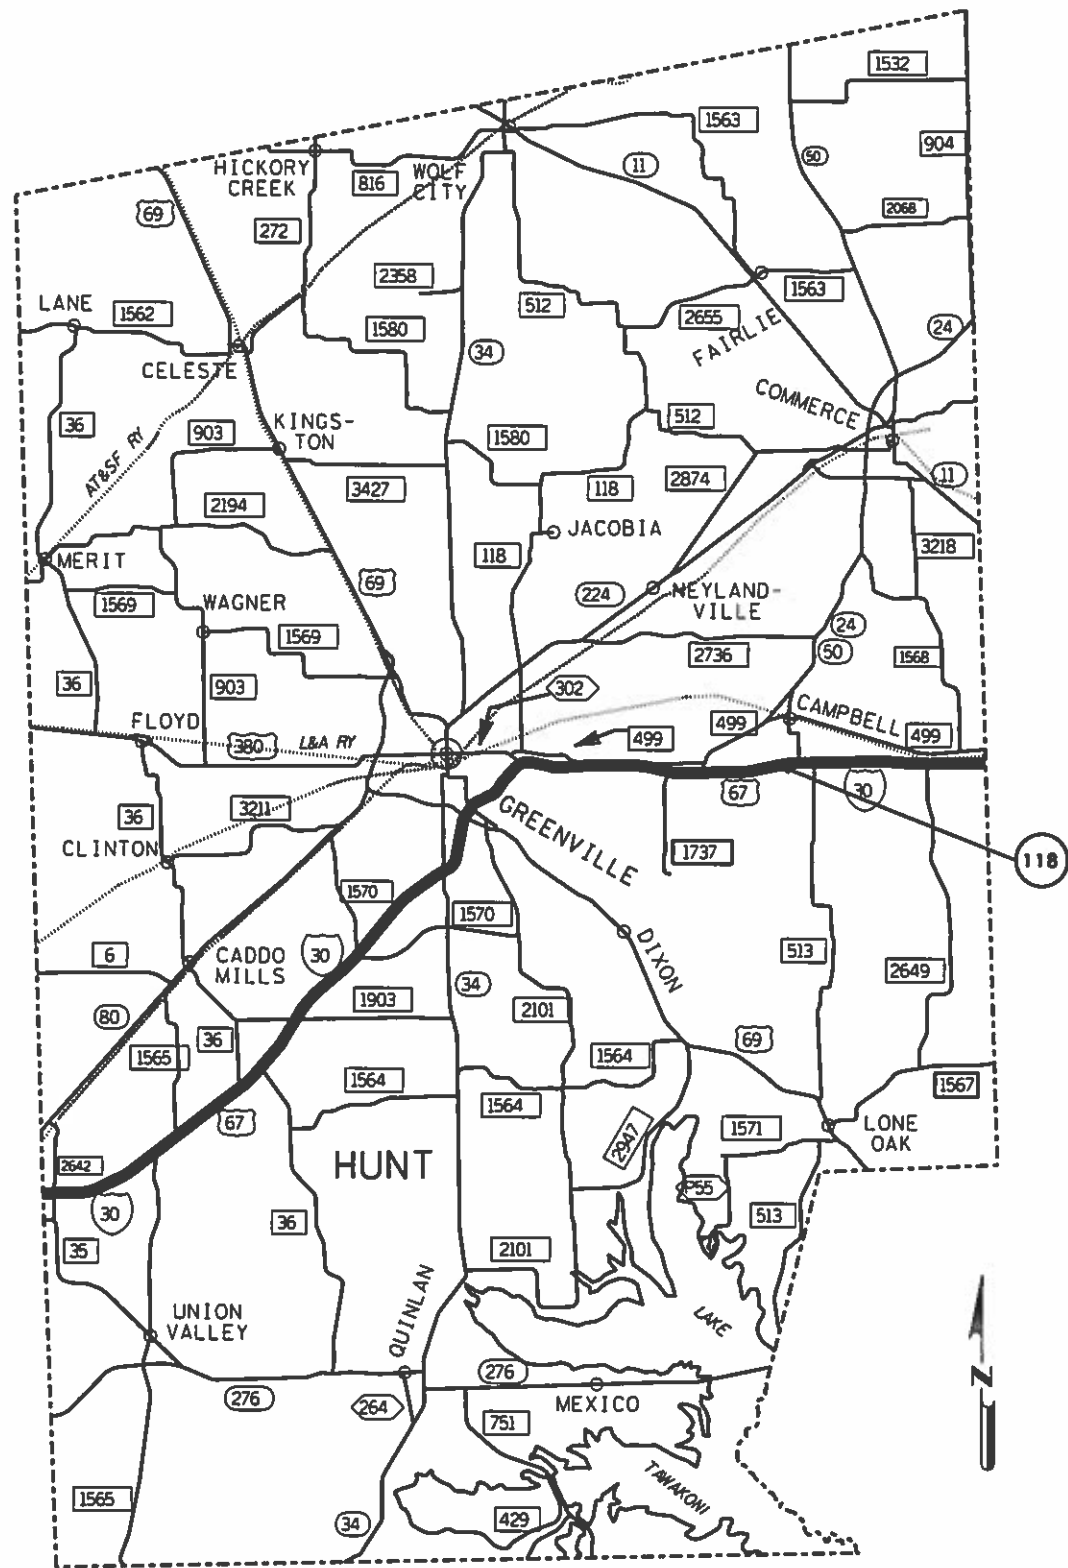 1532
1563
904
11
50
HICKORY
CREEK
WOLF
CITY
816
69
272
2068
2358
1563
512
LANE
1562
2655
FAIRLIE
24
1580
34
CELESTE
COMMERCE
36
903
KINGS-
TON
512
1580
AT&SF RY
3427
118
2874
11
2194
JACOBIA
MERIT
118
3218
69
1569
WAGNER
224
NEYLAND-
VILLE
24
1569
50
36
2736
1568
903
302
FLOYD
499
CAMPBELL
499
380
L&A RY
499
67
30
36
3211
GREENVILLE
CLINTON
1737
118
1570
1570
6
CADDO
MILLS
30
DIXON
513
2649
34
1903
80
2101
36
69
1565
1564
1564
1564
1567
67
2947
1571
LONE
OAK
2642
HUNT
P55
30
36
513
35
2101
QUINLAN
UNION
VALLEY
LAKE
276
276
264
MEXICO
751
N
TAWAKONI
1565
34
429